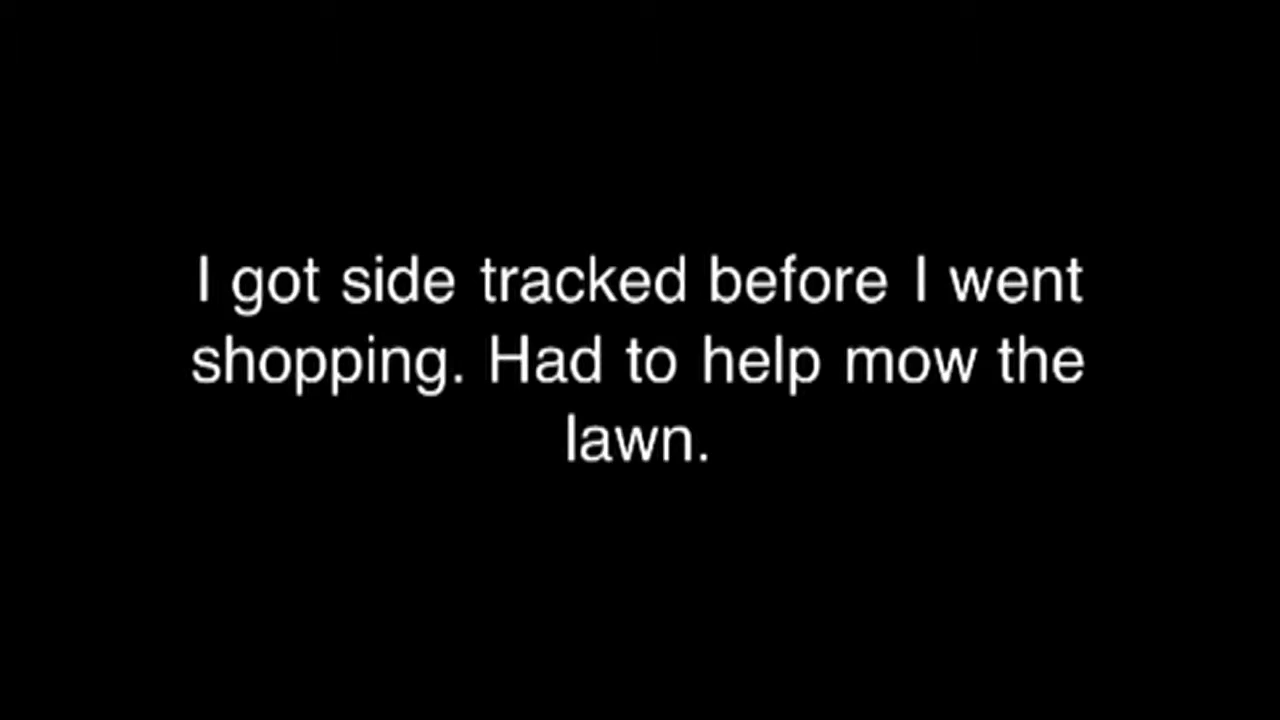 I got side tracked before I went
shopping. Had to help mow the
lawn.